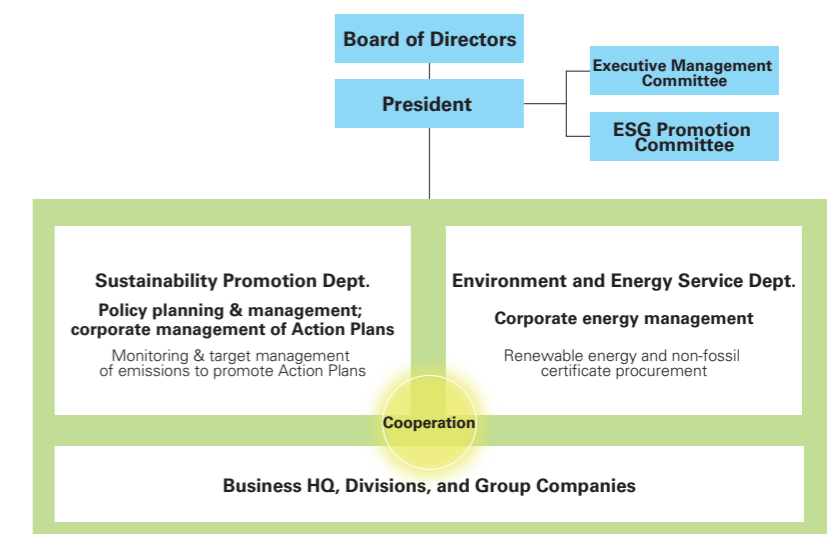 Board of Directors
President
Executive Management
Committee
ESG Promotion
Committee
Sustainability Promotion Dept.
Policy planning & management;
corporate management of Action Plans
Monitoring & target management
of emissions to promote Action Plans
Environment and Energy Service Dept.
Corporate energy management
Renewable energy and non-fossil
certificate procurement
Cooperation
Business HQ, Divisions, and Group Companies